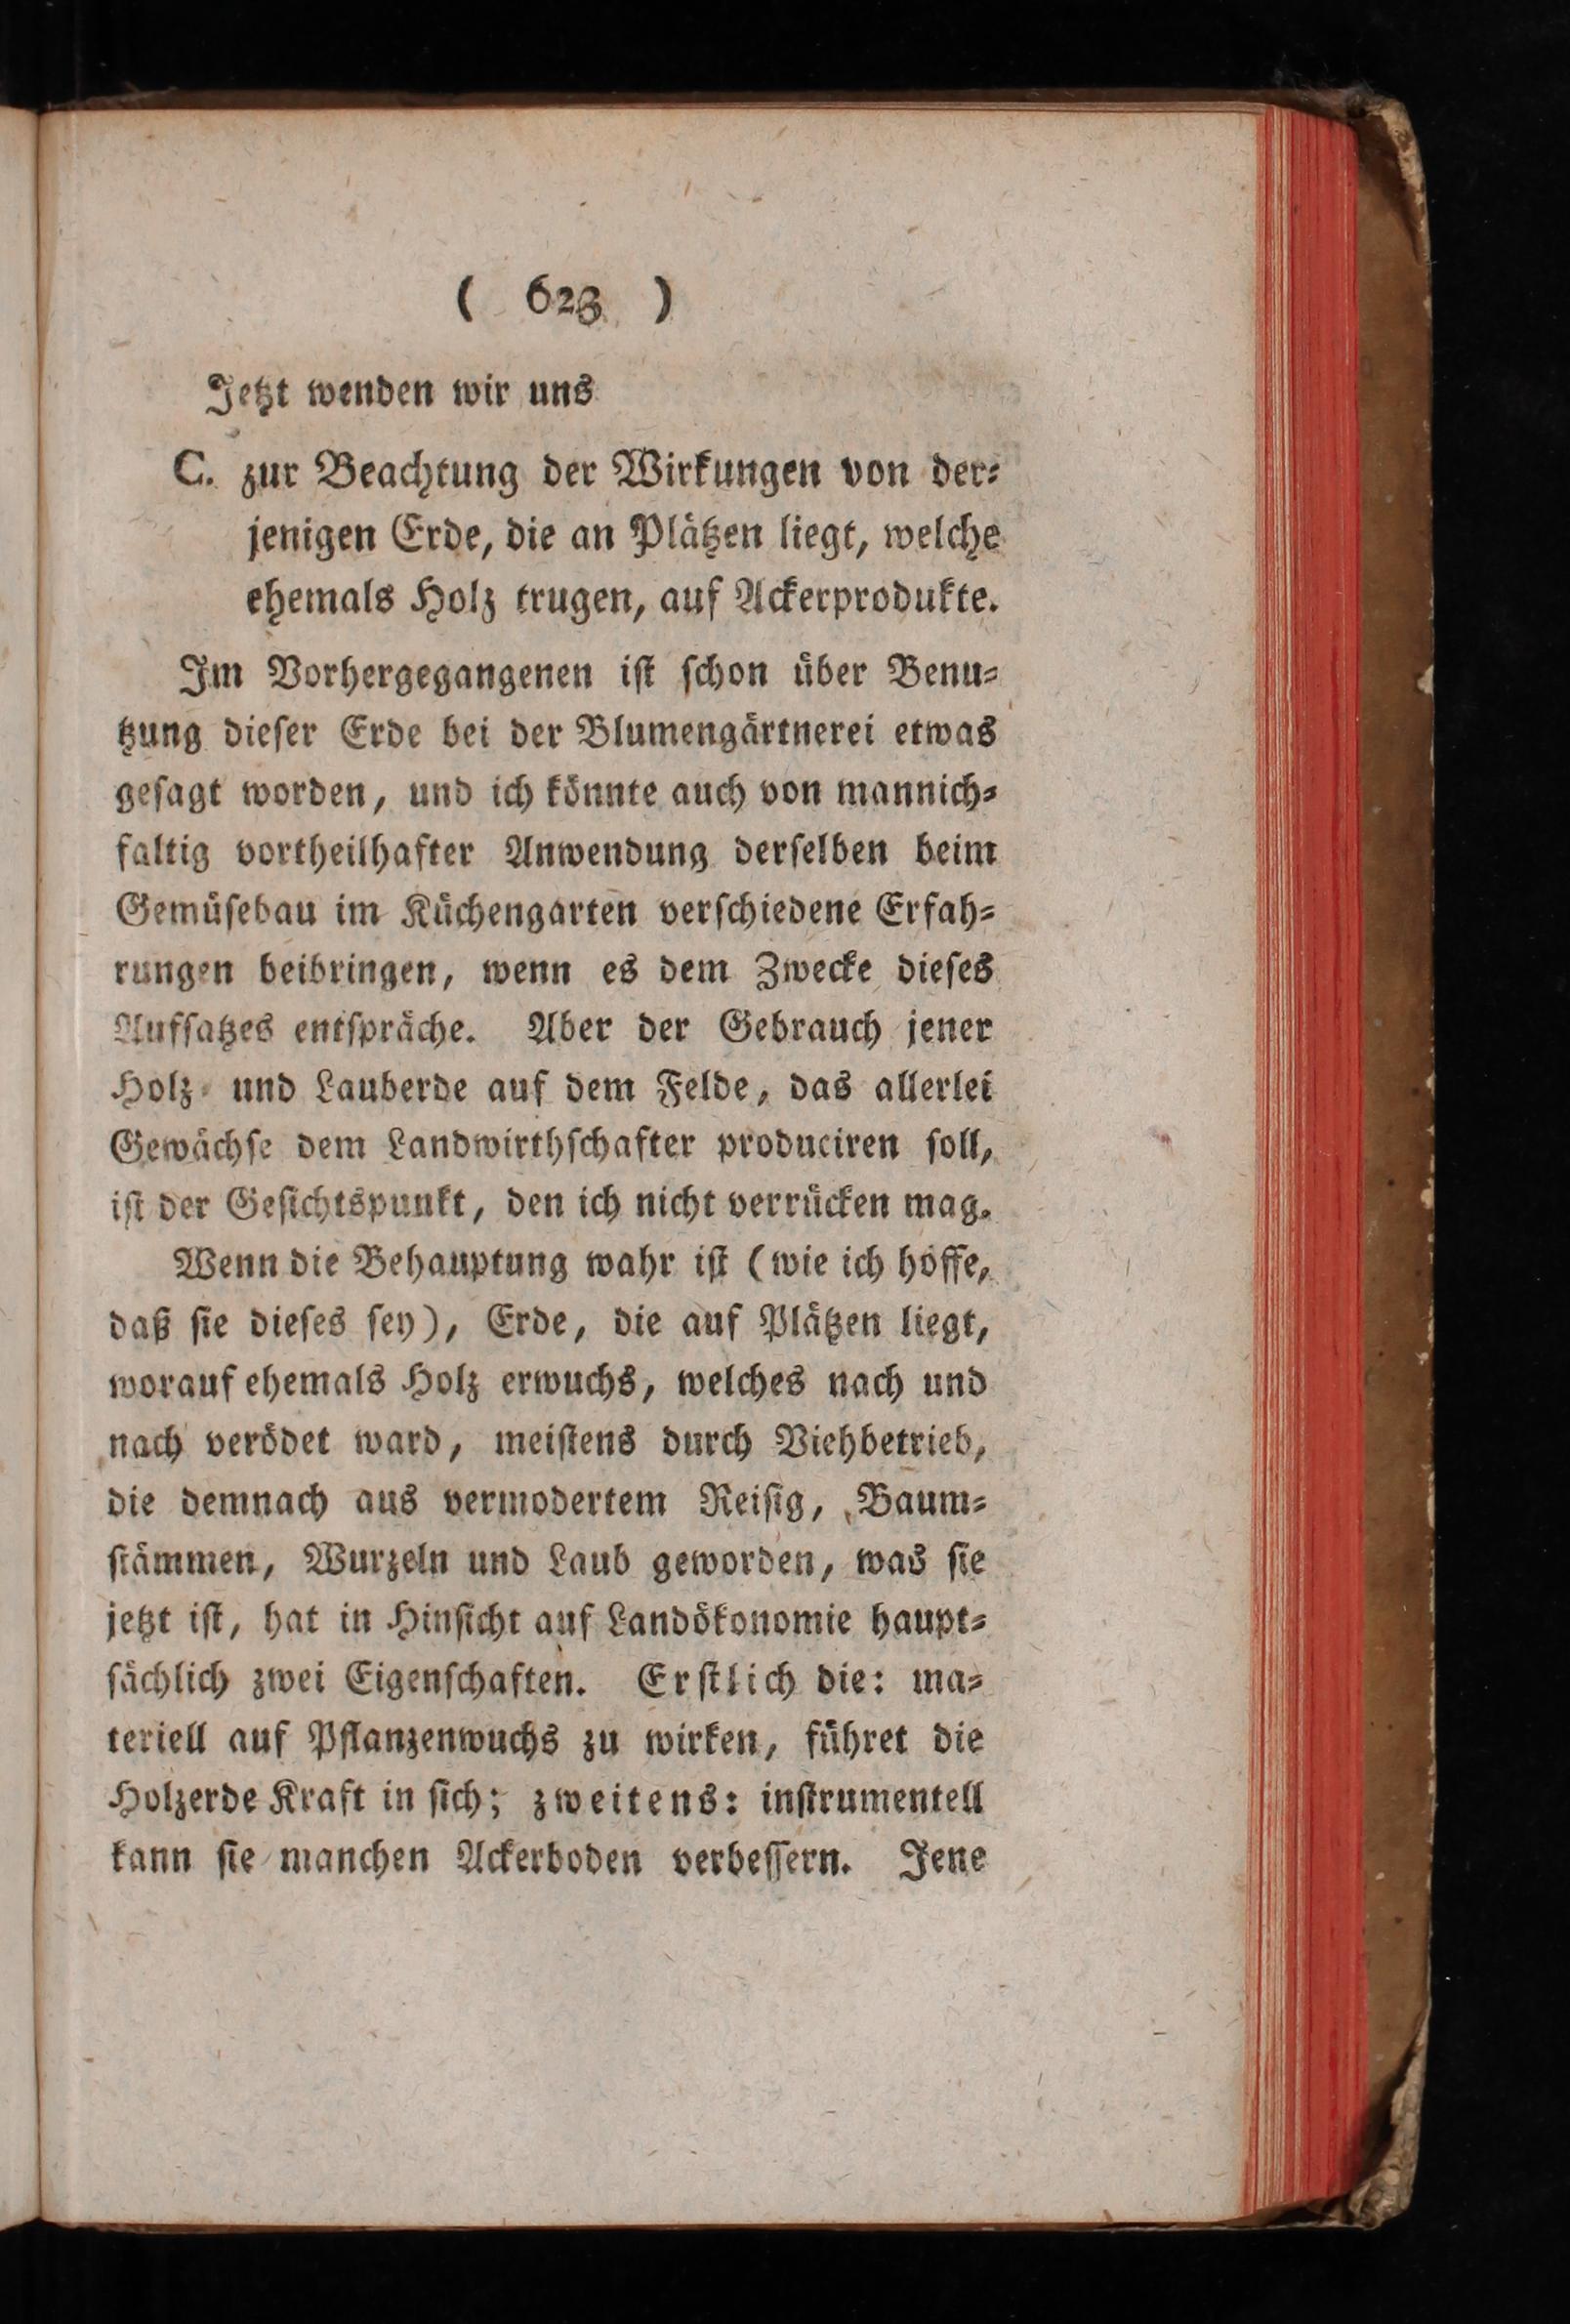 ( 623 )
Jetzt wenden wir uns
C. zur Beachtung der Wirkungen von der⸗
jenigen Erde, die an Plätzen liegt, welche
ehemals Holz trugen, auf Ackerprodukte.
Im Vorhergegangenen iſt ſchon über Benu⸗
tzung dieſer Erde bei der Blumengärtnerei etwas
geſagt worden, und ich könnte auch von mannich⸗
faltig vortheilhafter Anwendung derſelben beim
Gemüſebau im Küchengarten verſchiedene Erfah⸗
rungen beibringen, wenn es dem Zwecke dieſes
Aufſatzes entſpräche. Aber der Gebrauch jener
Holz⸗ und Lauberde auf dem Felde, das allerlei
Gewächſe dem Landwirthſchafter produciren ſoll,
iſt der Geſichtspunkt, den ich nicht verrücken mag.
Wenn die Behauptung wahr iſt (wie ich hoffe,
daß ſie dieſes ſey), Erde, die auf Plätzen liegt,
worauf ehemals Holz erwuchs, welches nach und
nach verödet ward, meiſtens durch Viehbetrieb,
die demnach aus vermodertem Reiſig, Baum⸗
ſtämmen, Wurzeln und Laub geworden, was ſie
jetzt iſt, hat in Hinſicht auf Landökonomie haupt⸗
ſächlich zwei Eigenſchaften. Erſtlich die: ma⸗
teriell auf Pflanzenwuchs zu wirken, führet die
Holzerde Kraft in ſich; zweitens: inſtrumentell
kann ſie manchen Ackerboden verbeſſern. Jene